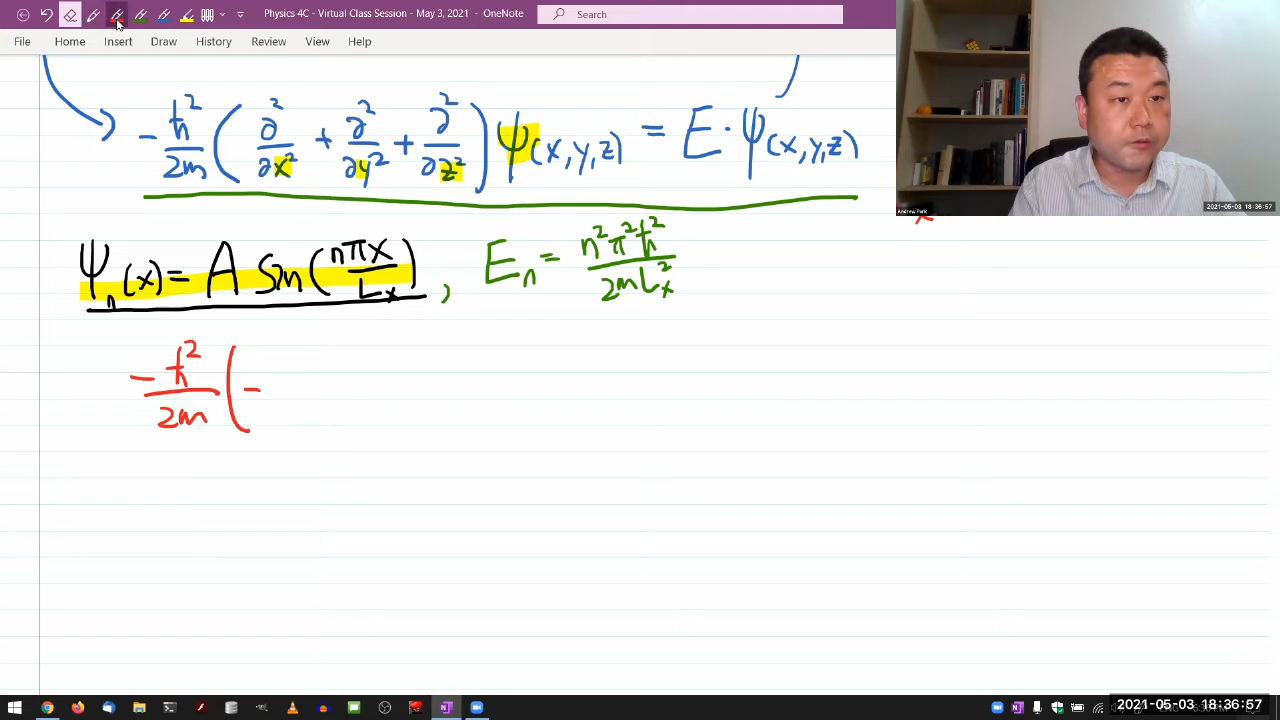 Physics 4C - Virtual Class Session - May 3, 2021 - OneNote
Search
File Home Insert Draw History Review View Help
- ħ²/2m ( ∂²/∂x² + ∂²/∂y² + ∂²/∂z² ) ψ(x,y,z) = E · ψ(x,y,z)
Andrew Park
2021-05-03 18:36:57
ψₙ(x) = A Sin(nπx/Lₓ) , Eₙ = n²π²ħ²/2mLₓ²
- ħ²/2m ( -
2021-05-03 18:36:57